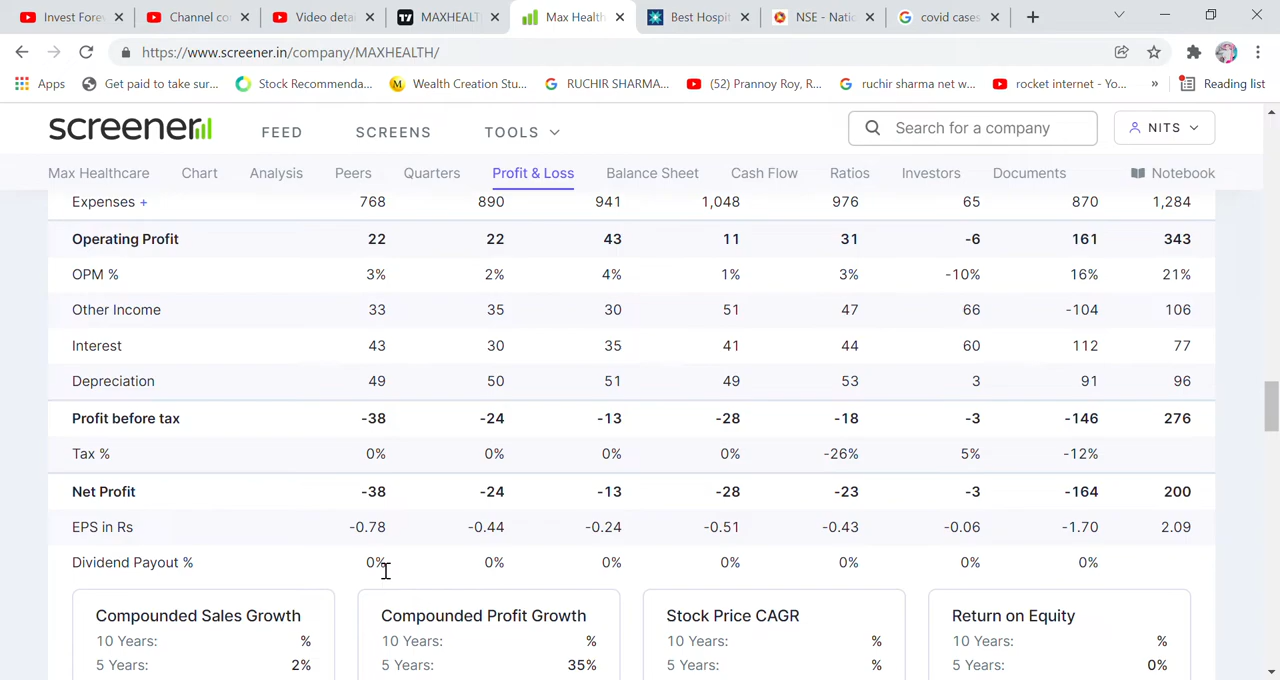 Invest Fore
Channel co
Video deta
MAXHEALT
Max Health
Best Hospit
NSE - Natio
covid cases
https://www.screener.in/company/MAXHEALTH/
Apps
Get paid to take sur...
Stock Recommenda...
Wealth Creation Stu...
RUCHIR SHARMA...
(52) Prannoy Roy, R...
ruchir sharma net w...
rocket internet - Yo...
»
Reading list
screener
FEED
SCREENS
TOOLS
Search for a company
NITS
Max Healthcare Chart Analysis Peers Quarters Profit & Loss Balance Sheet Cash Flow Ratios Investors Documents Notebook
Expenses + 768 890 941 1,048 976 65 870 1,284
Operating Profit 22 22 43 11 31 -6 161 343
OPM % 3% 2% 4% 1% 3% -10% 16% 21%
Other Income 33 35 30 51 47 66 -104 106
Interest 43 30 35 41 44 60 112 77
Depreciation 49 50 51 49 53 3 91 96
Profit before tax -38 -24 -13 -28 -18 -3 -146 276
Tax % 0% 0% 0% 0% -26% 5% -12%
Net Profit -38 -24 -13 -28 -23 -3 -164 200
EPS in Rs -0.78 -0.44 -0.24 -0.51 -0.43 -0.06 -1.70 2.09
Dividend Payout % 0% 0% 0% 0% 0% 0% 0%
Compounded Sales Growth
10 Years: %
5 Years: 2%
Compounded Profit Growth
10 Years: %
5 Years: 35%
Stock Price CAGR
10 Years: %
5 Years: %
Return on Equity
10 Years: %
5 Years: 0%